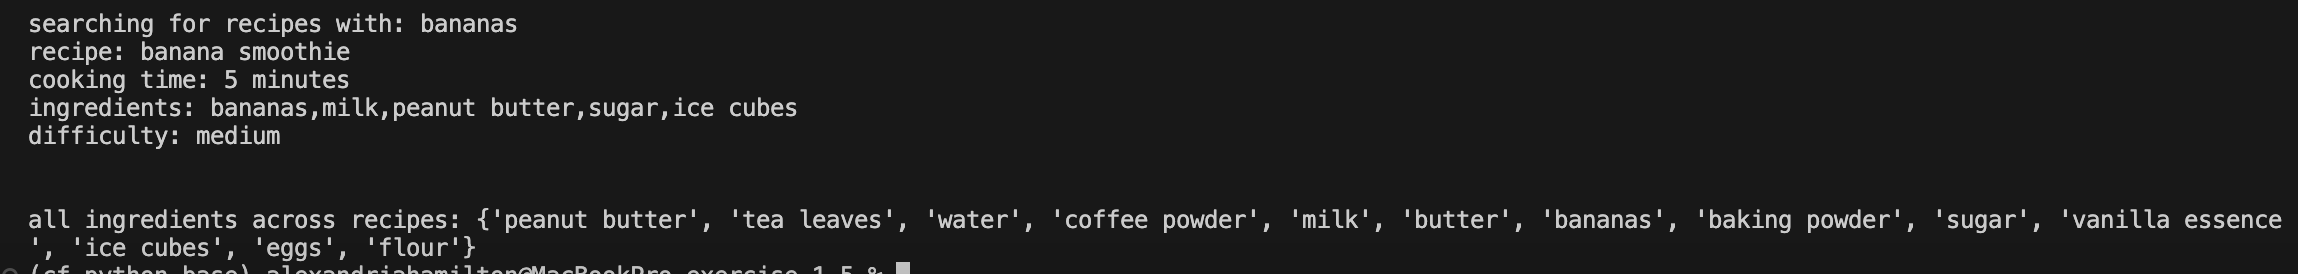 searching for recipes with: bananas
recipe: banana smoothie
cooking time: 5 minutes
ingredients: bananas,milk,peanut butter,sugar,ice cubes
difficulty: medium
all ingredients across recipes: {'peanut butter', 'tea leaves', 'water', 'coffee powder', 'milk', 'butter', 'bananas', 'baking powder', 'sugar', 'vanilla essence
', 'ice cubes', 'eggs', 'flour'}
(cf-python-base) alexandriahamilton@MacBookPro exercise-1.5 %